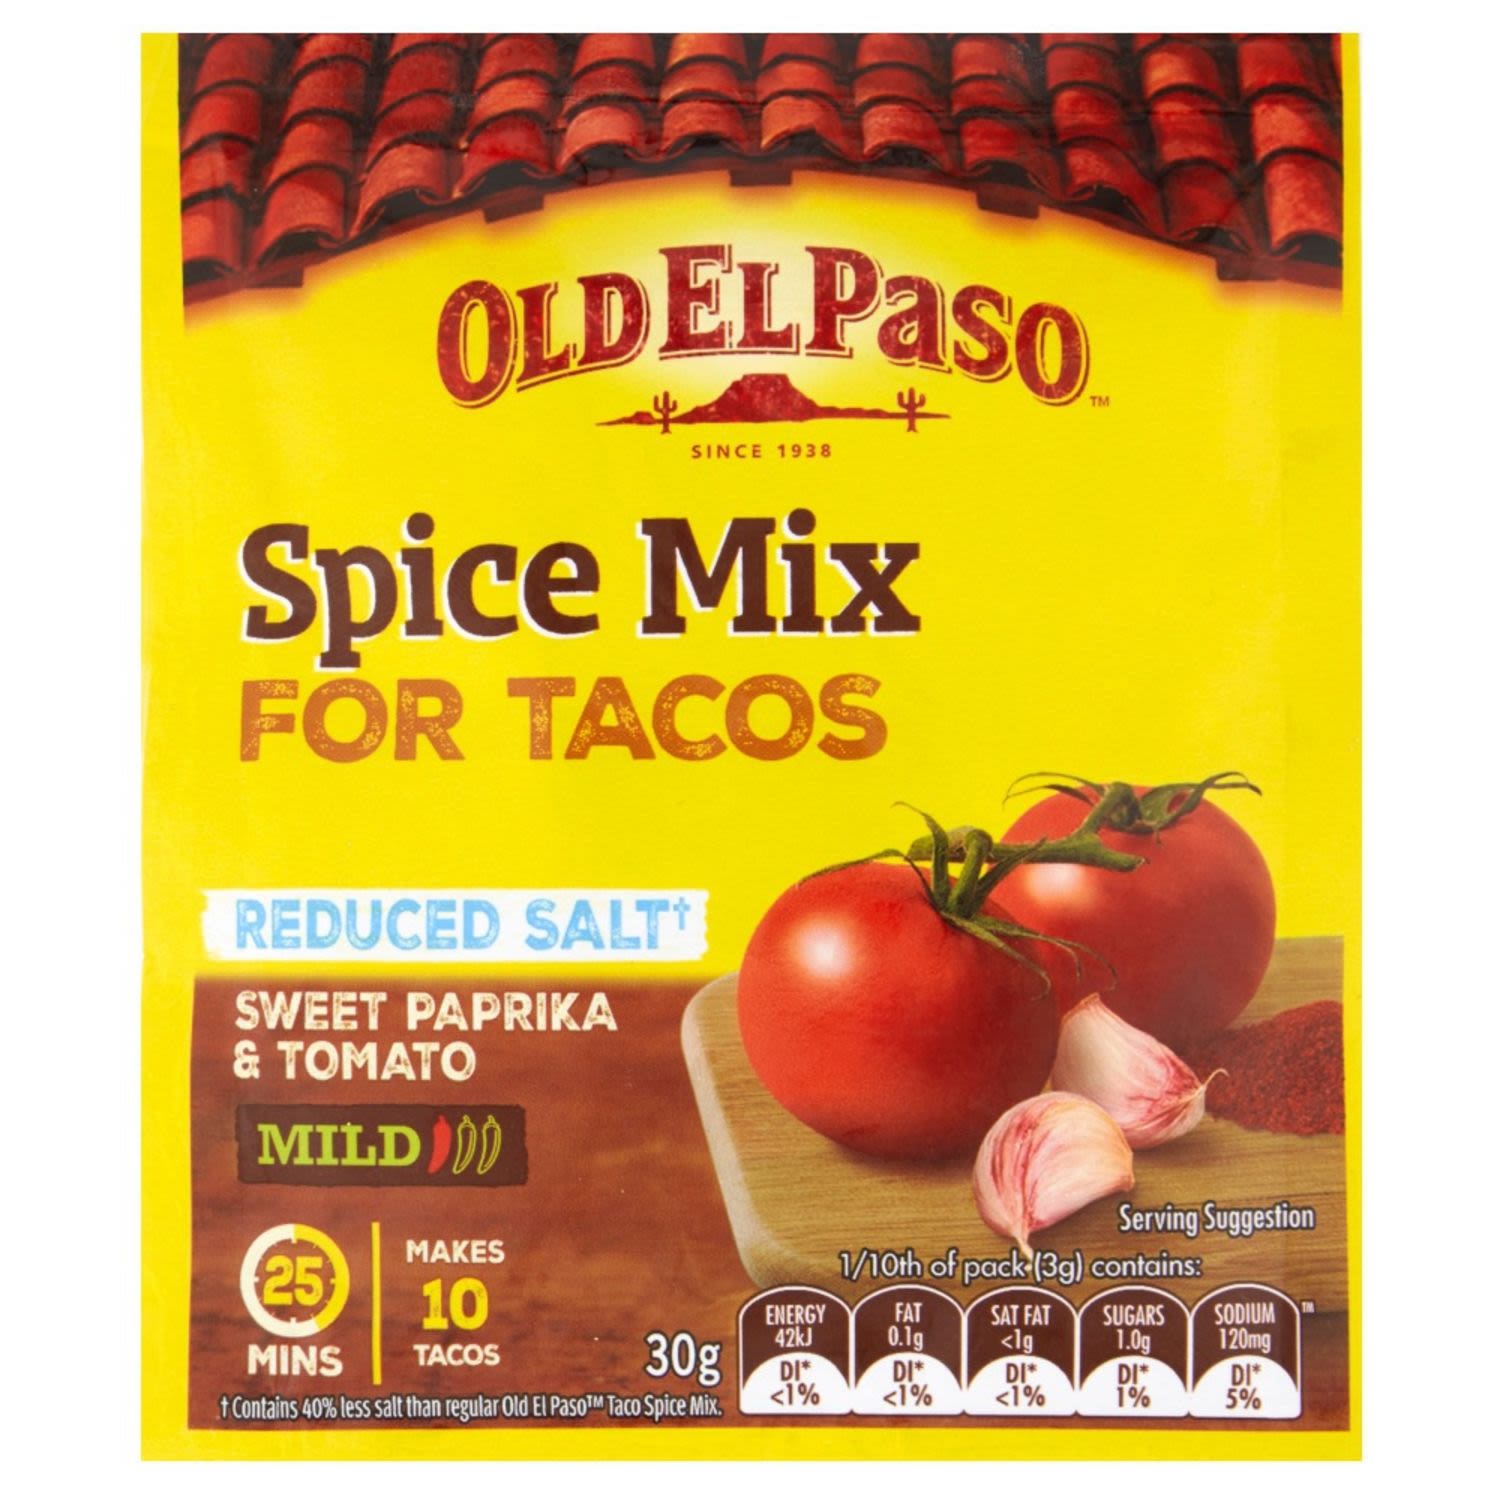 OLD EL PASO™
SINCE 1938
Spice Mix
FOR TACOS
REDUCED SALT†
SWEET PAPRIKA
& TOMATO
MILD
25
MINS
MAKES
10
TACOS
30g
† Contains 40% less salt than regular Old El Paso™ Taco Spice Mix.
Serving Suggestion
1/10th of pack (3g) contains:
ENERGY 42kJ DI* <1%
FAT 0.1g DI* <1%
SAT FAT <1g DI* <1%
SUGARS 1.0g DI* 1%
SODIUM 120mg DI* 5%
™